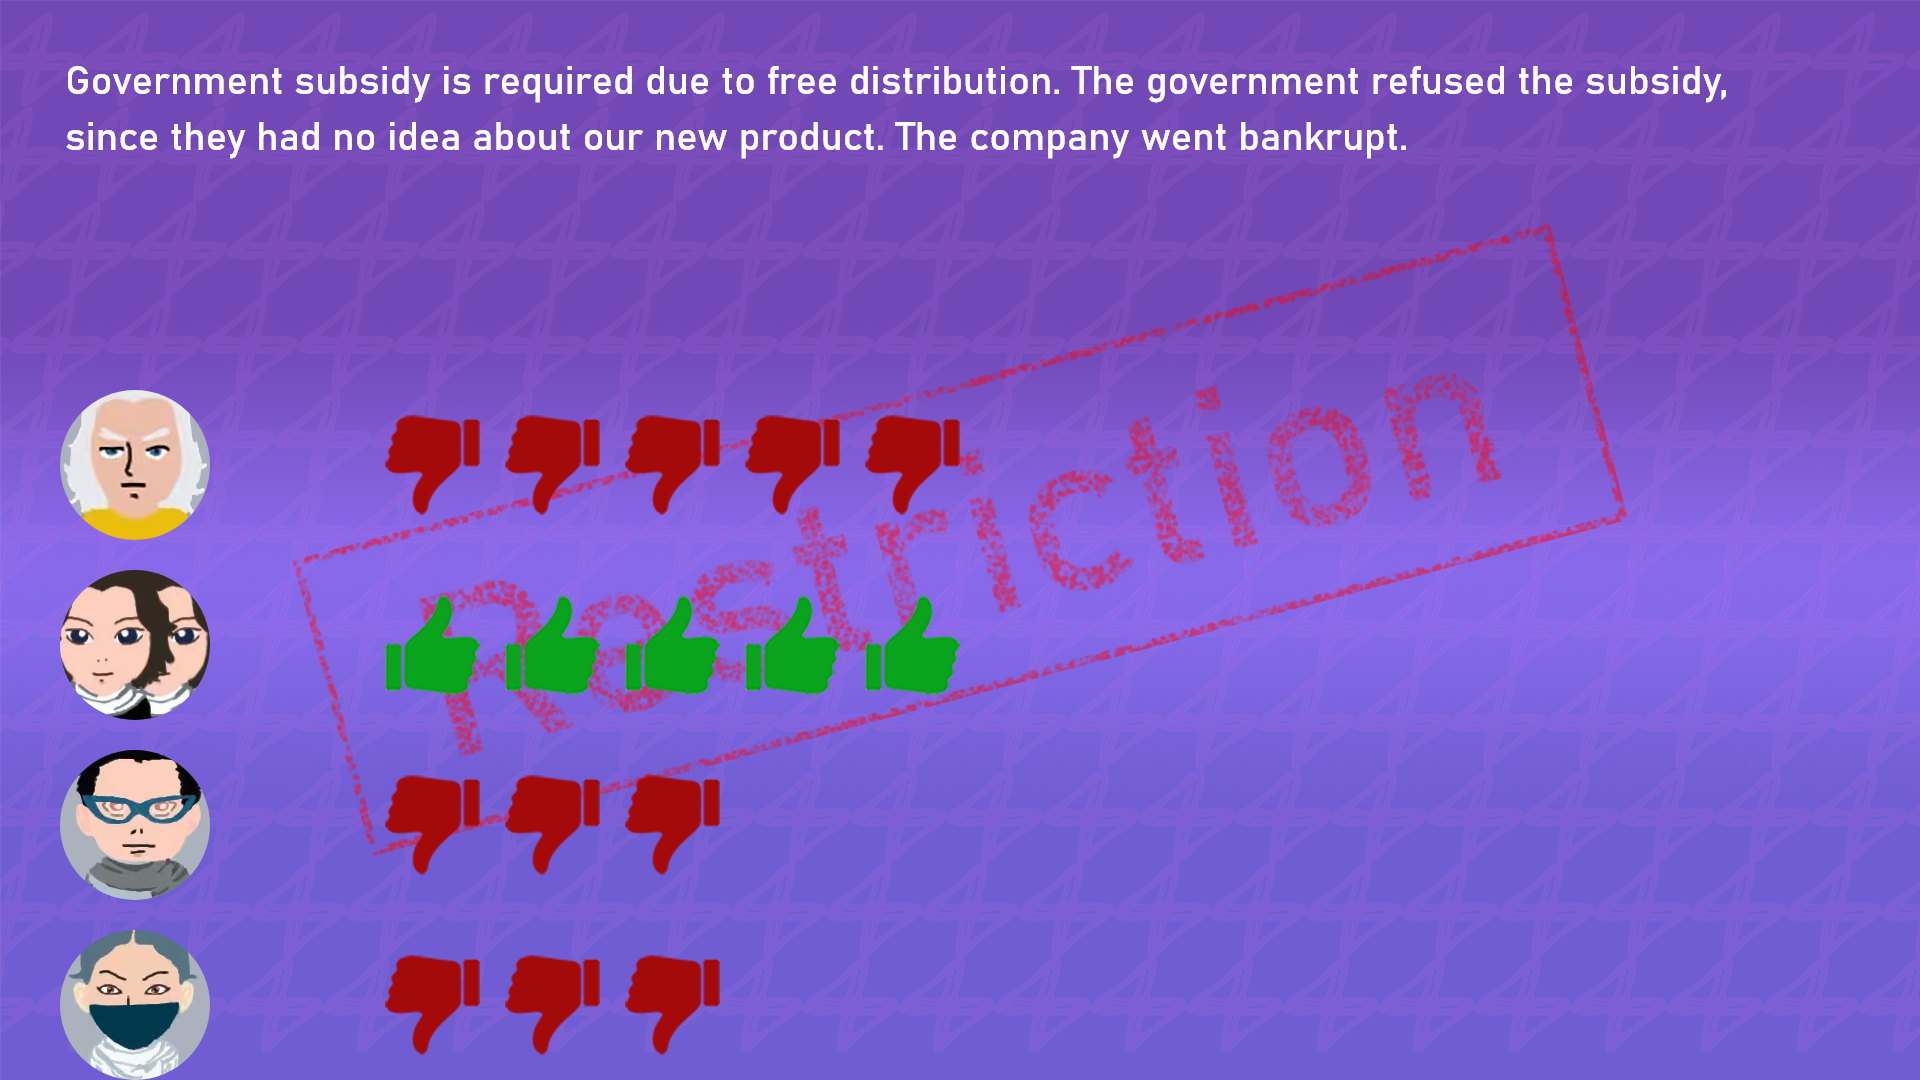 Government subsidy is required due to free distribution. The government refused the subsidy,
since they had no idea about our new product. The company went bankrupt.
Restriction